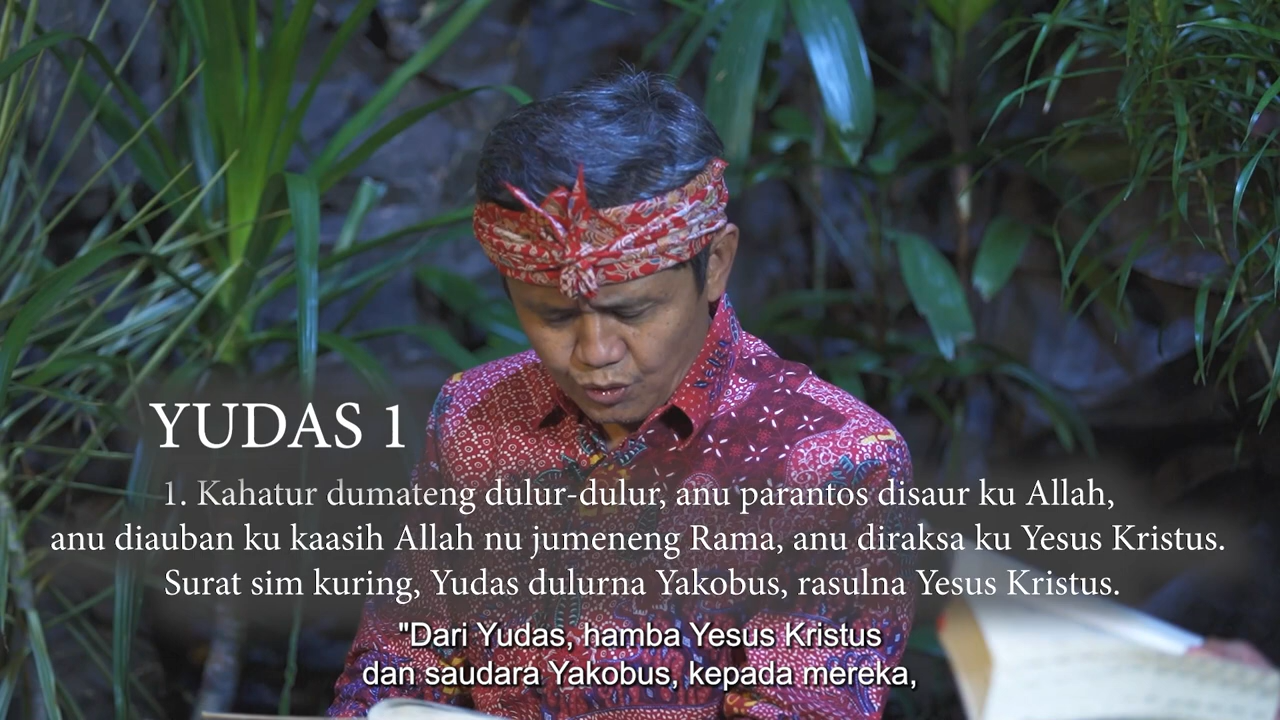 YUDAS 1
1. Kahatur dumateng dulur-dulur, anu parantos disaur ku Allah,
anu diauban ku kaasih Allah nu jumeneng Rama, anu diraksa ku Yesus Kristus.
Surat sim kuring, Yudas dulurna Yakobus, rasulna Yesus Kristus.
"Dari Yudas, hamba Yesus Kristus
dan saudara Yakobus, kepada mereka,